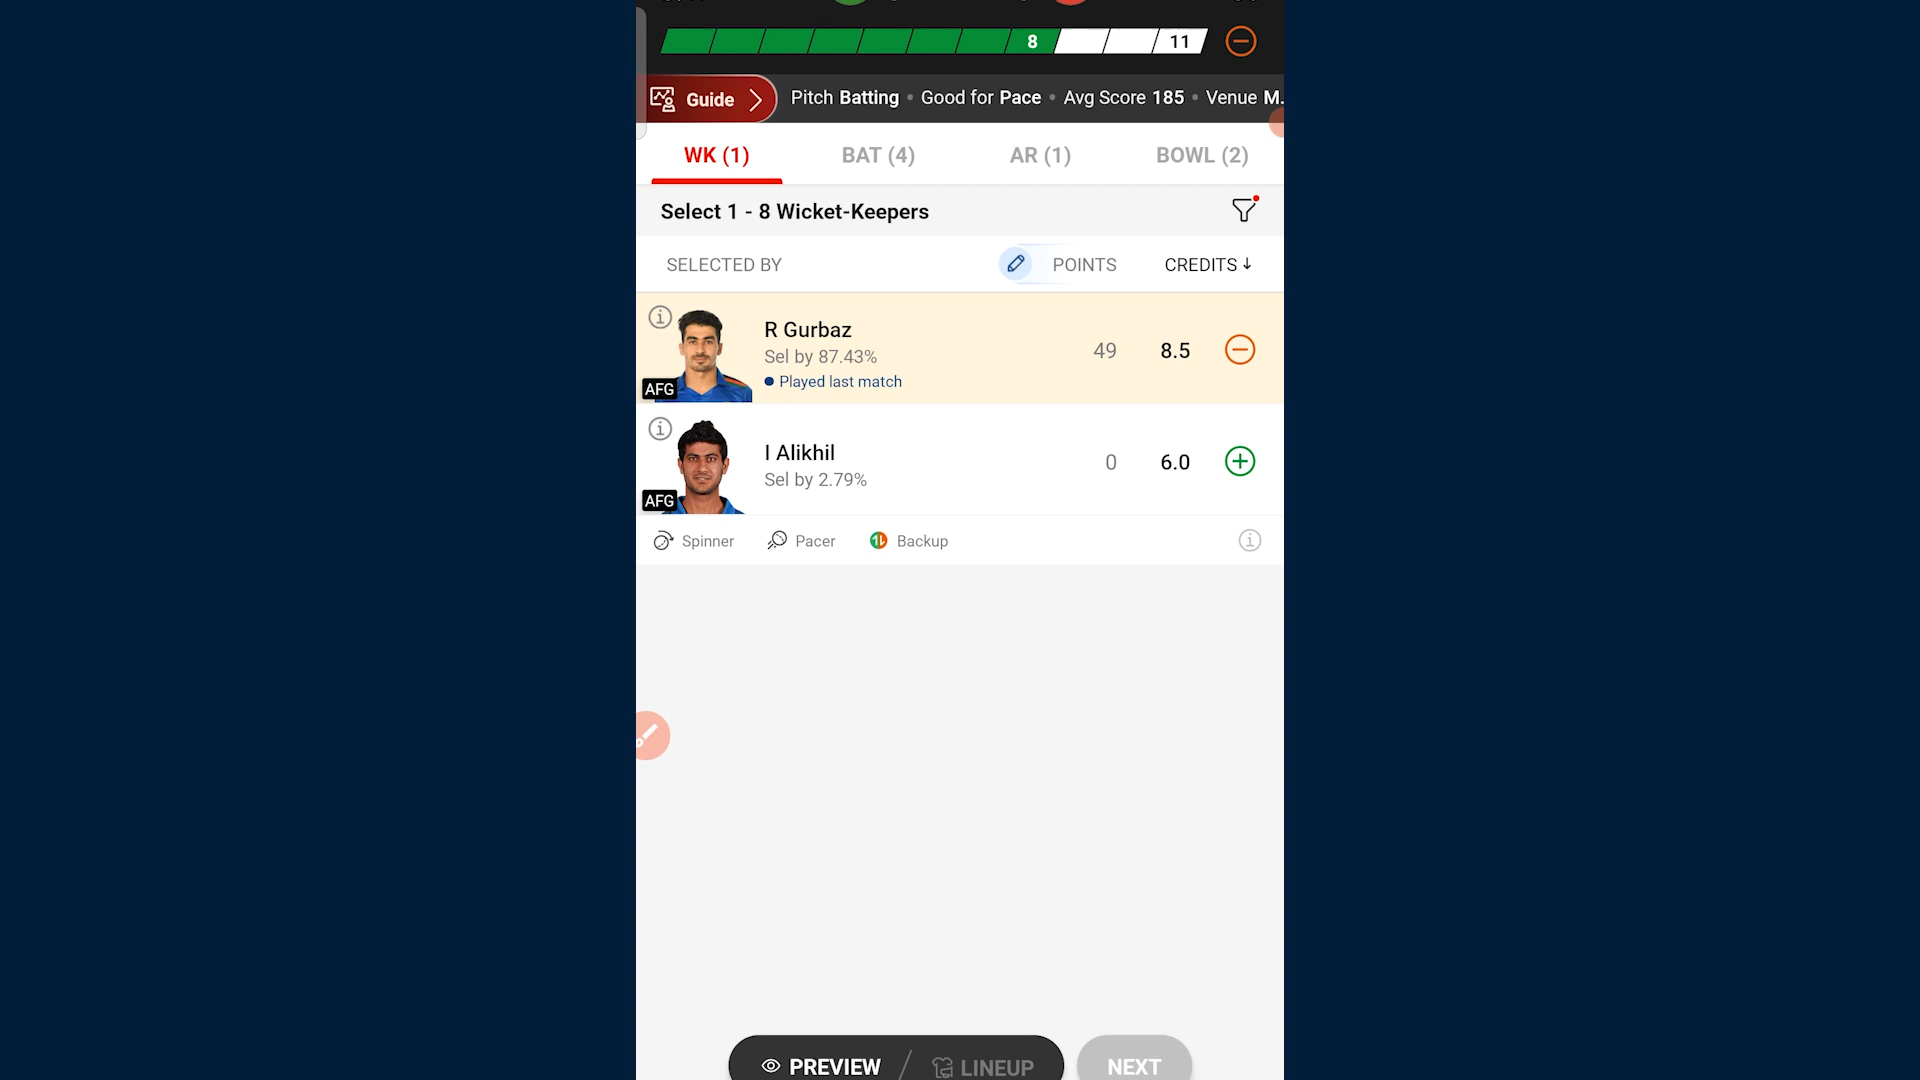 8
11
Guide
Pitch Batting • Good for Pace • Avg Score 185 • Venue M.
WK (1)
BAT (4)
AR (1)
BOWL (2)
Select 1 - 8 Wicket-Keepers
SELECTED BY
POINTS
CREDITS↓
R Gurbaz
Sel by 87.43%
Played last match
49
8.5
AFG
I Alikhil
Sel by 2.79%
0
6.0
AFG
Spinner
Pacer
Backup
PREVIEW
LINEUP
NEXT